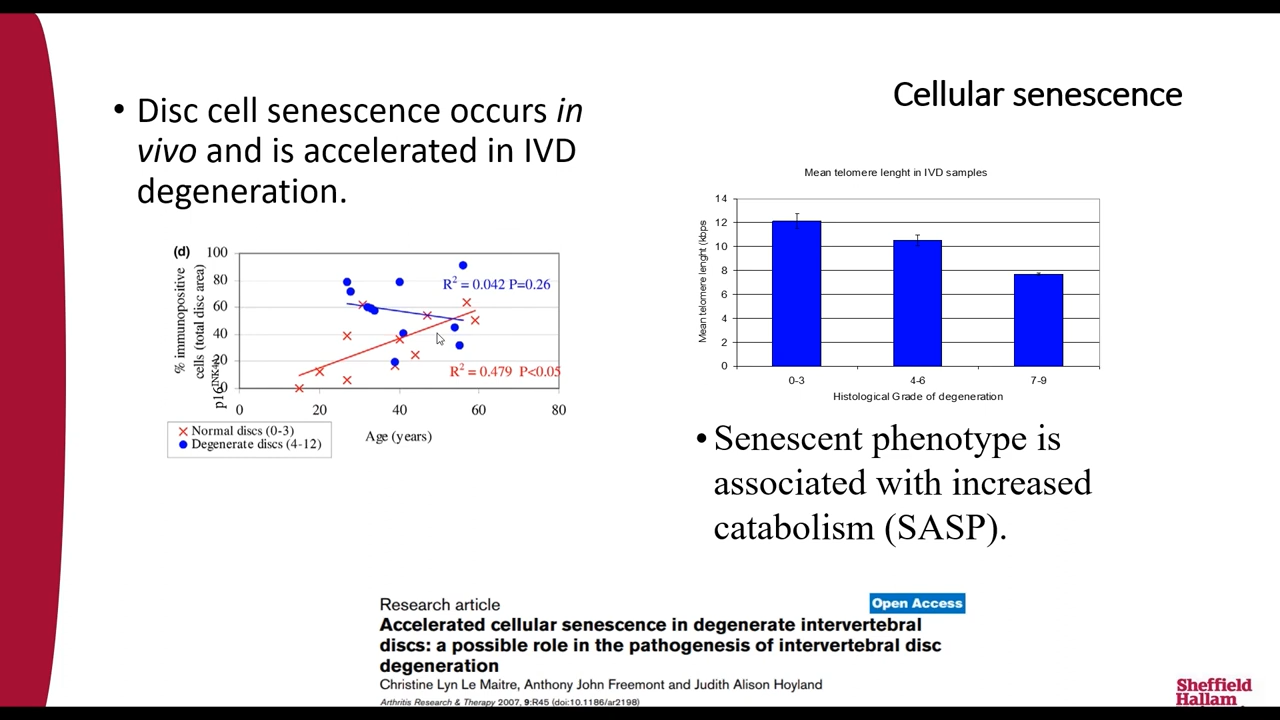 • Disc cell senescence occurs in
vivo and is accelerated in IVD
degeneration.
Cellular senescence
(d)
% immunopositive
cells (total disc area)
100
80
60
40
20
0
R² = 0.042 P=0.26
R² = 0.479 P<0.05
0 20 40 60 80
Age (years)
Normal discs (0-3)
Degenerate discs (4-12)
Mean telomere lenght in IVD samples
Mean telomere lenght (kbps
14
12
10
8
6
4
2
0
0-3 4-6 7-9
Histological Grade of degeneration
• Senescent phenotype is
associated with increased
catabolism (SASP).
Research article
Open Access
Accelerated cellular senescence in degenerate intervertebral
discs: a possible role in the pathogenesis of intervertebral disc
degeneration
Christine Lyn Le Maitre, Anthony John Freemont and Judith Alison Hoyland
Arthritis Research & Therapy 2007, 9:R45 (doi:10.1186/ar2198)
Sheffield
Hallam